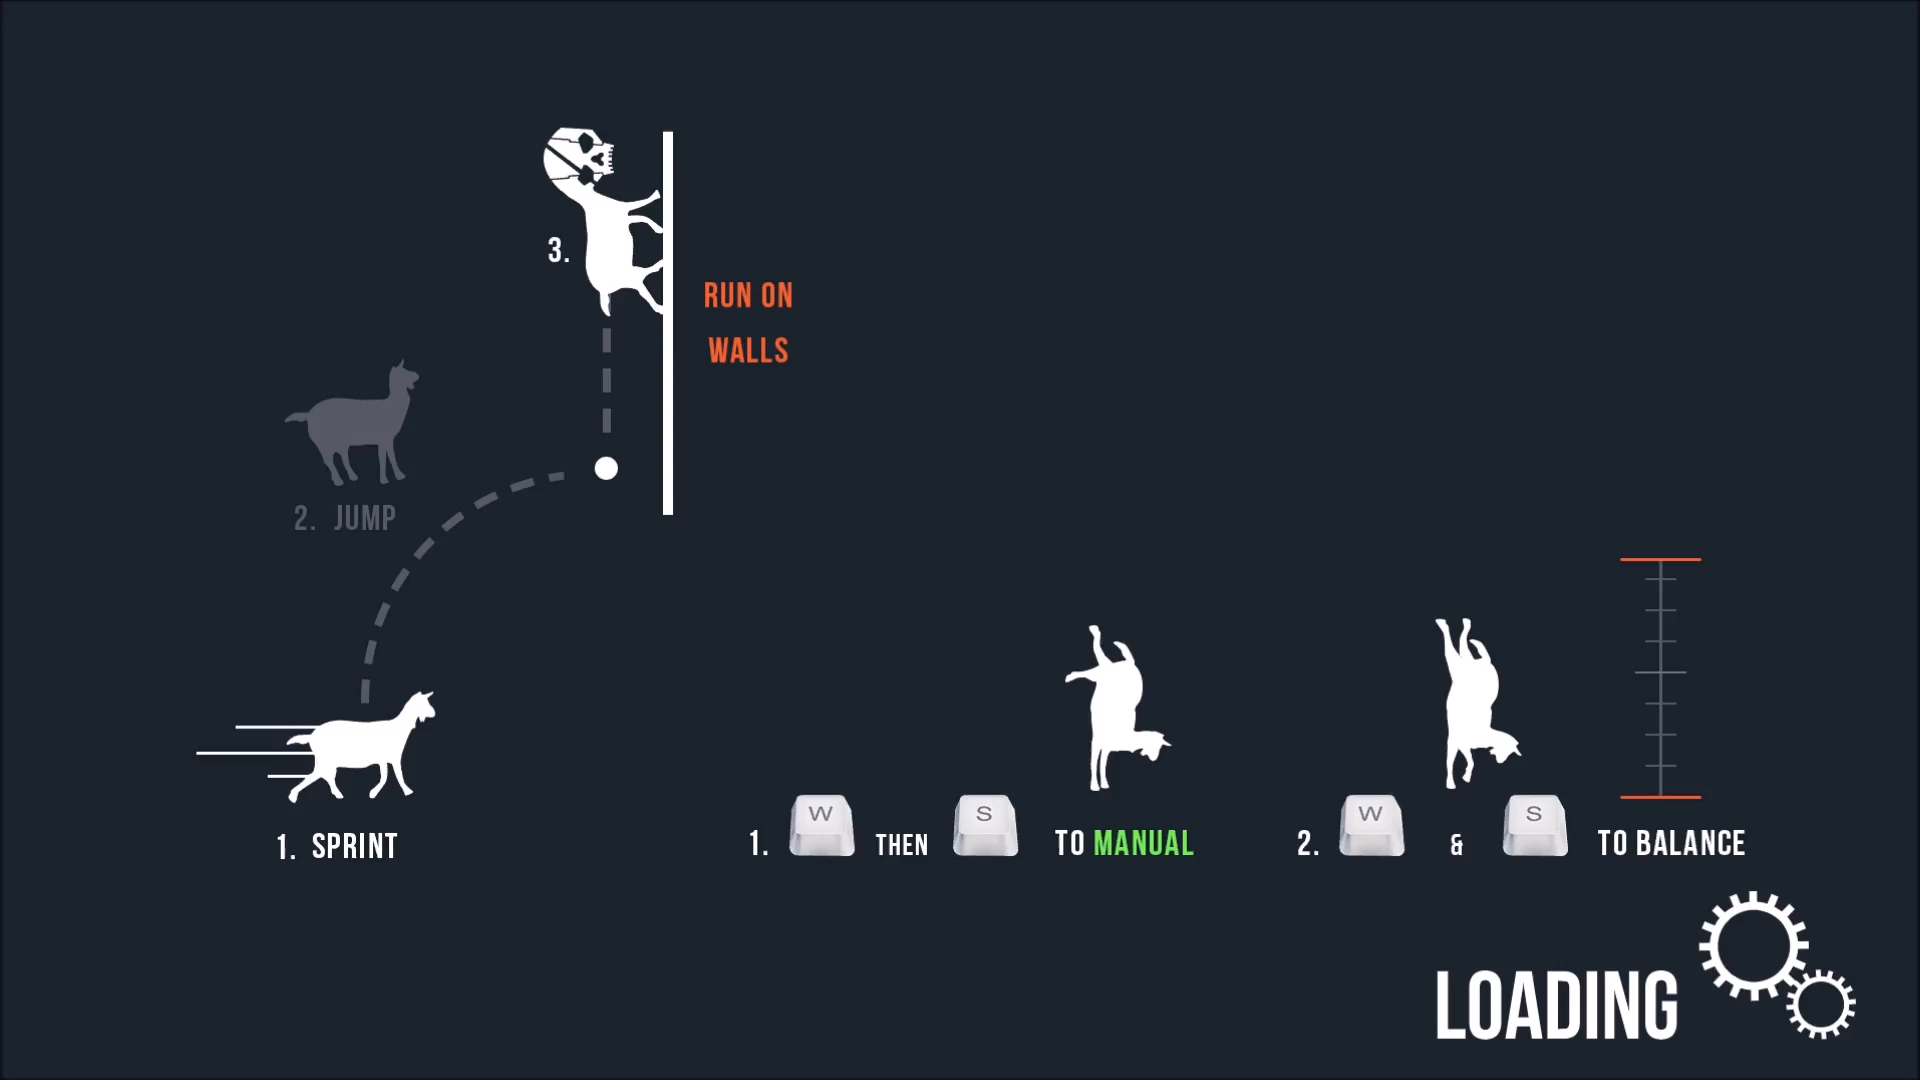 3.
RUN ON
WALLS
2. JUMP
1. SPRINT
1. W THEN S TO MANUAL
2. W & S TO BALANCE
LOADING